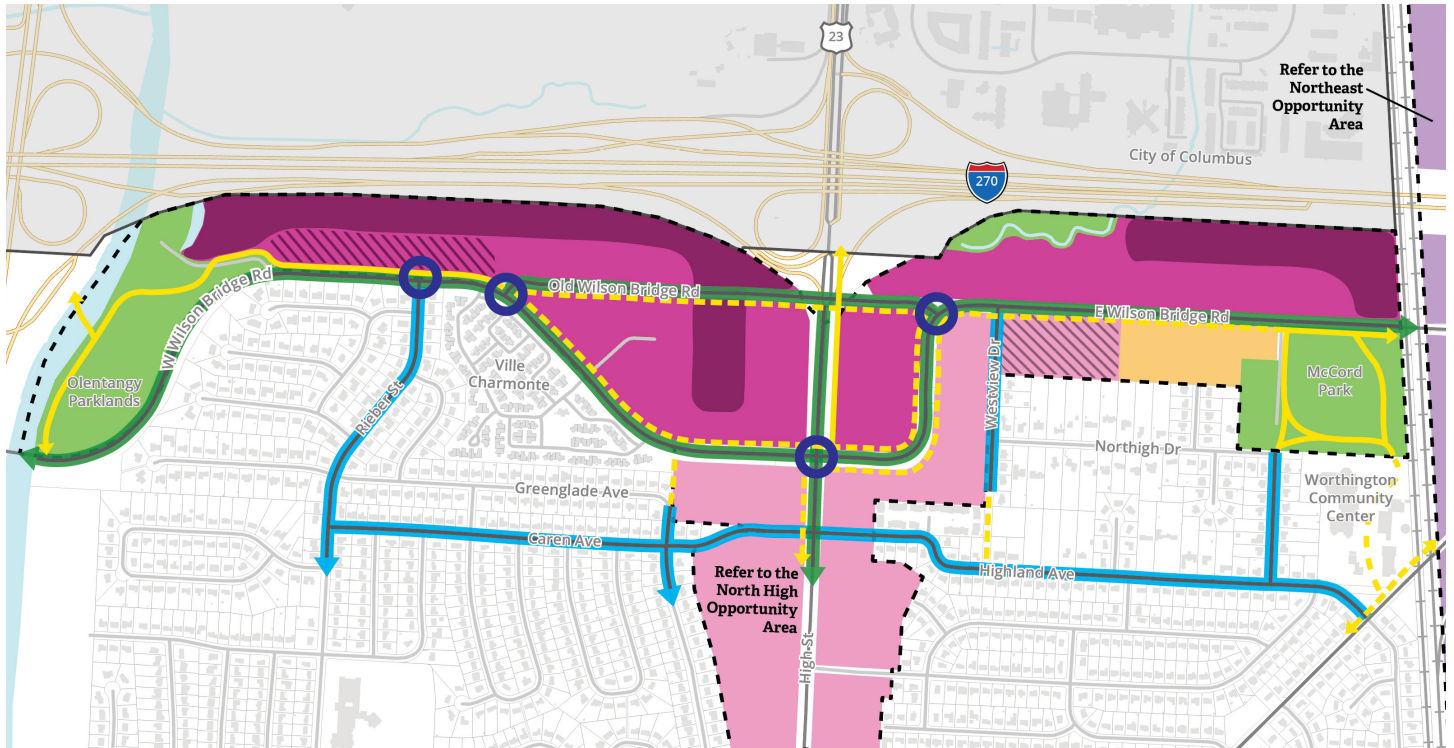 23
Refer to the
Northeast
Opportunity
Area
City of Columbus
270
Old Wilson Bridge Rd
W Wilson Bridge Rd
E Wilson Bridge Rd
Ville
Charmonte
Olentangy
Parklands
McCord
Park
Rieber St
Westview Dr
Northigh Dr
Greenglade Ave
Worthington
Community
Center
Caren Ave
Highland Ave
Refer to the
North High
Opportunity
Area
High St